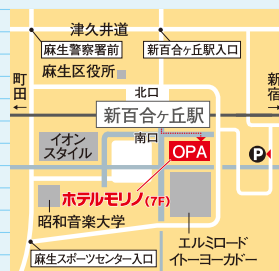 津久井道
麻生警察署前
新百合ヶ丘駅入口
麻生区役所
町田
←
北口
新宿
→
新百合ヶ丘駅
南口
イオン
スタイル
OPA
P
ホテルモリノ(7F)
昭和音楽大学
エルミロード
イトーヨーカドー
麻生スポーツセンター入口